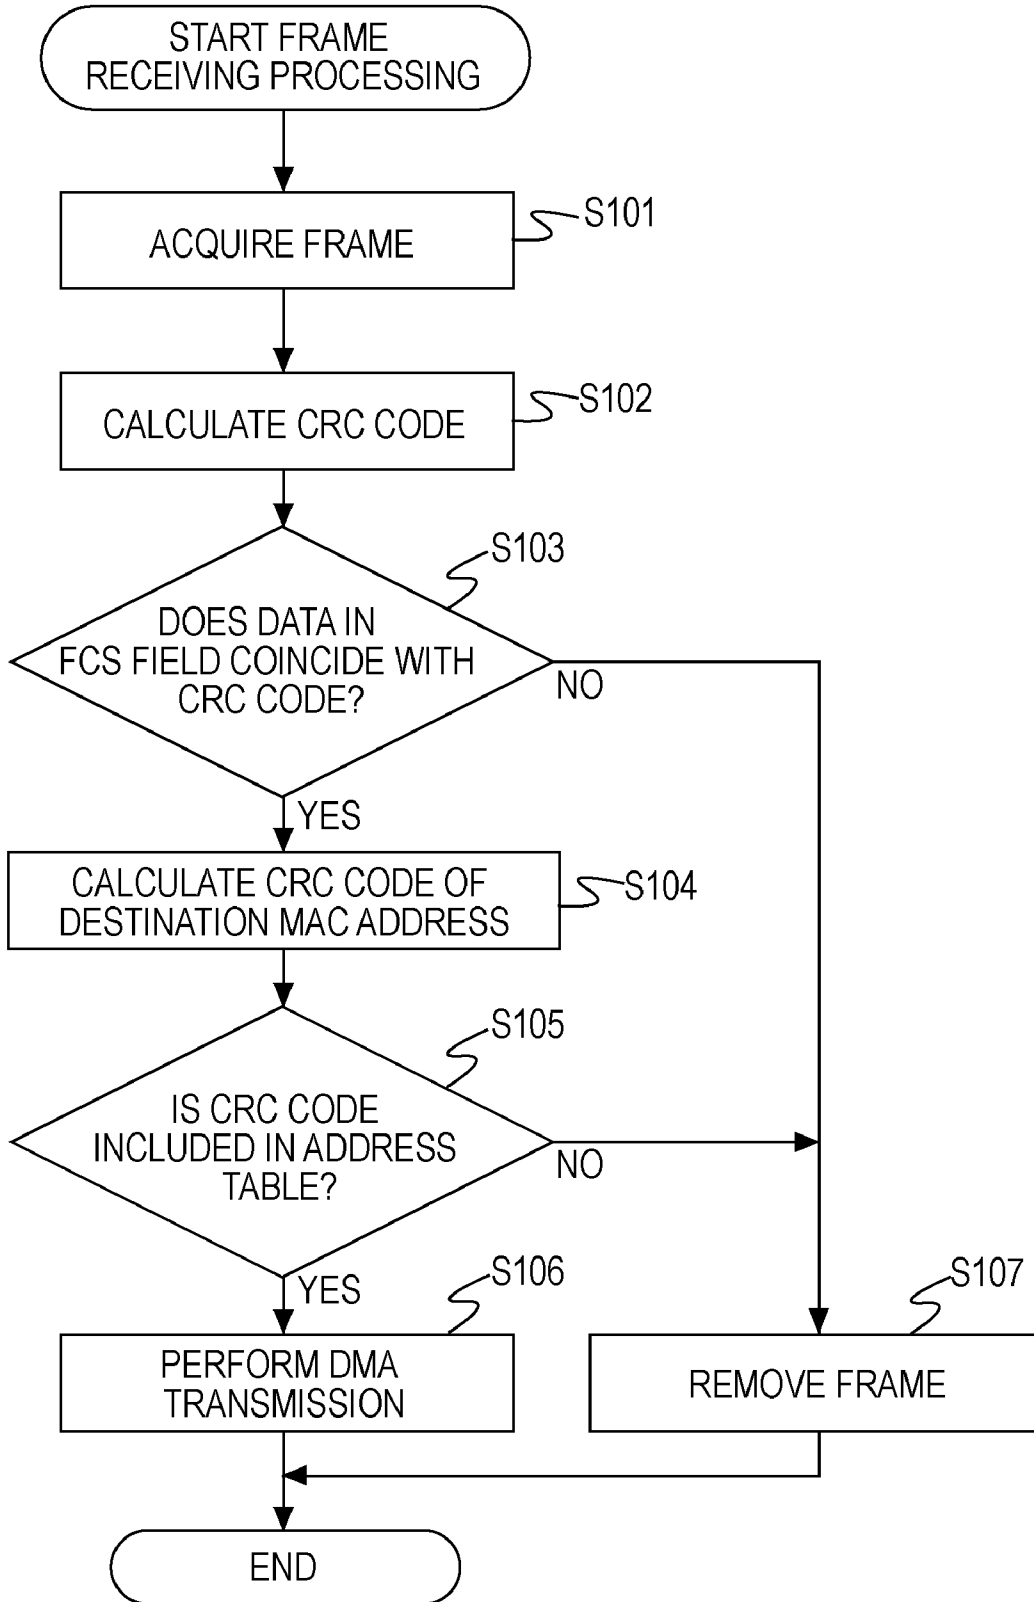 START FRAME
RECEIVING PROCESSING
S101
ACQUIRE FRAME
S102
CALCULATE CRC CODE
S103
DOES DATA IN
FCS FIELD COINCIDE WITH
CRC CODE?
NO
YES
CALCULATE CRC CODE OF
DESTINATION MAC ADDRESS
S104
S105
IS CRC CODE
INCLUDED IN ADDRESS
TABLE?
NO
YES
S106
S107
PERFORM DMA
TRANSMISSION
REMOVE FRAME
END